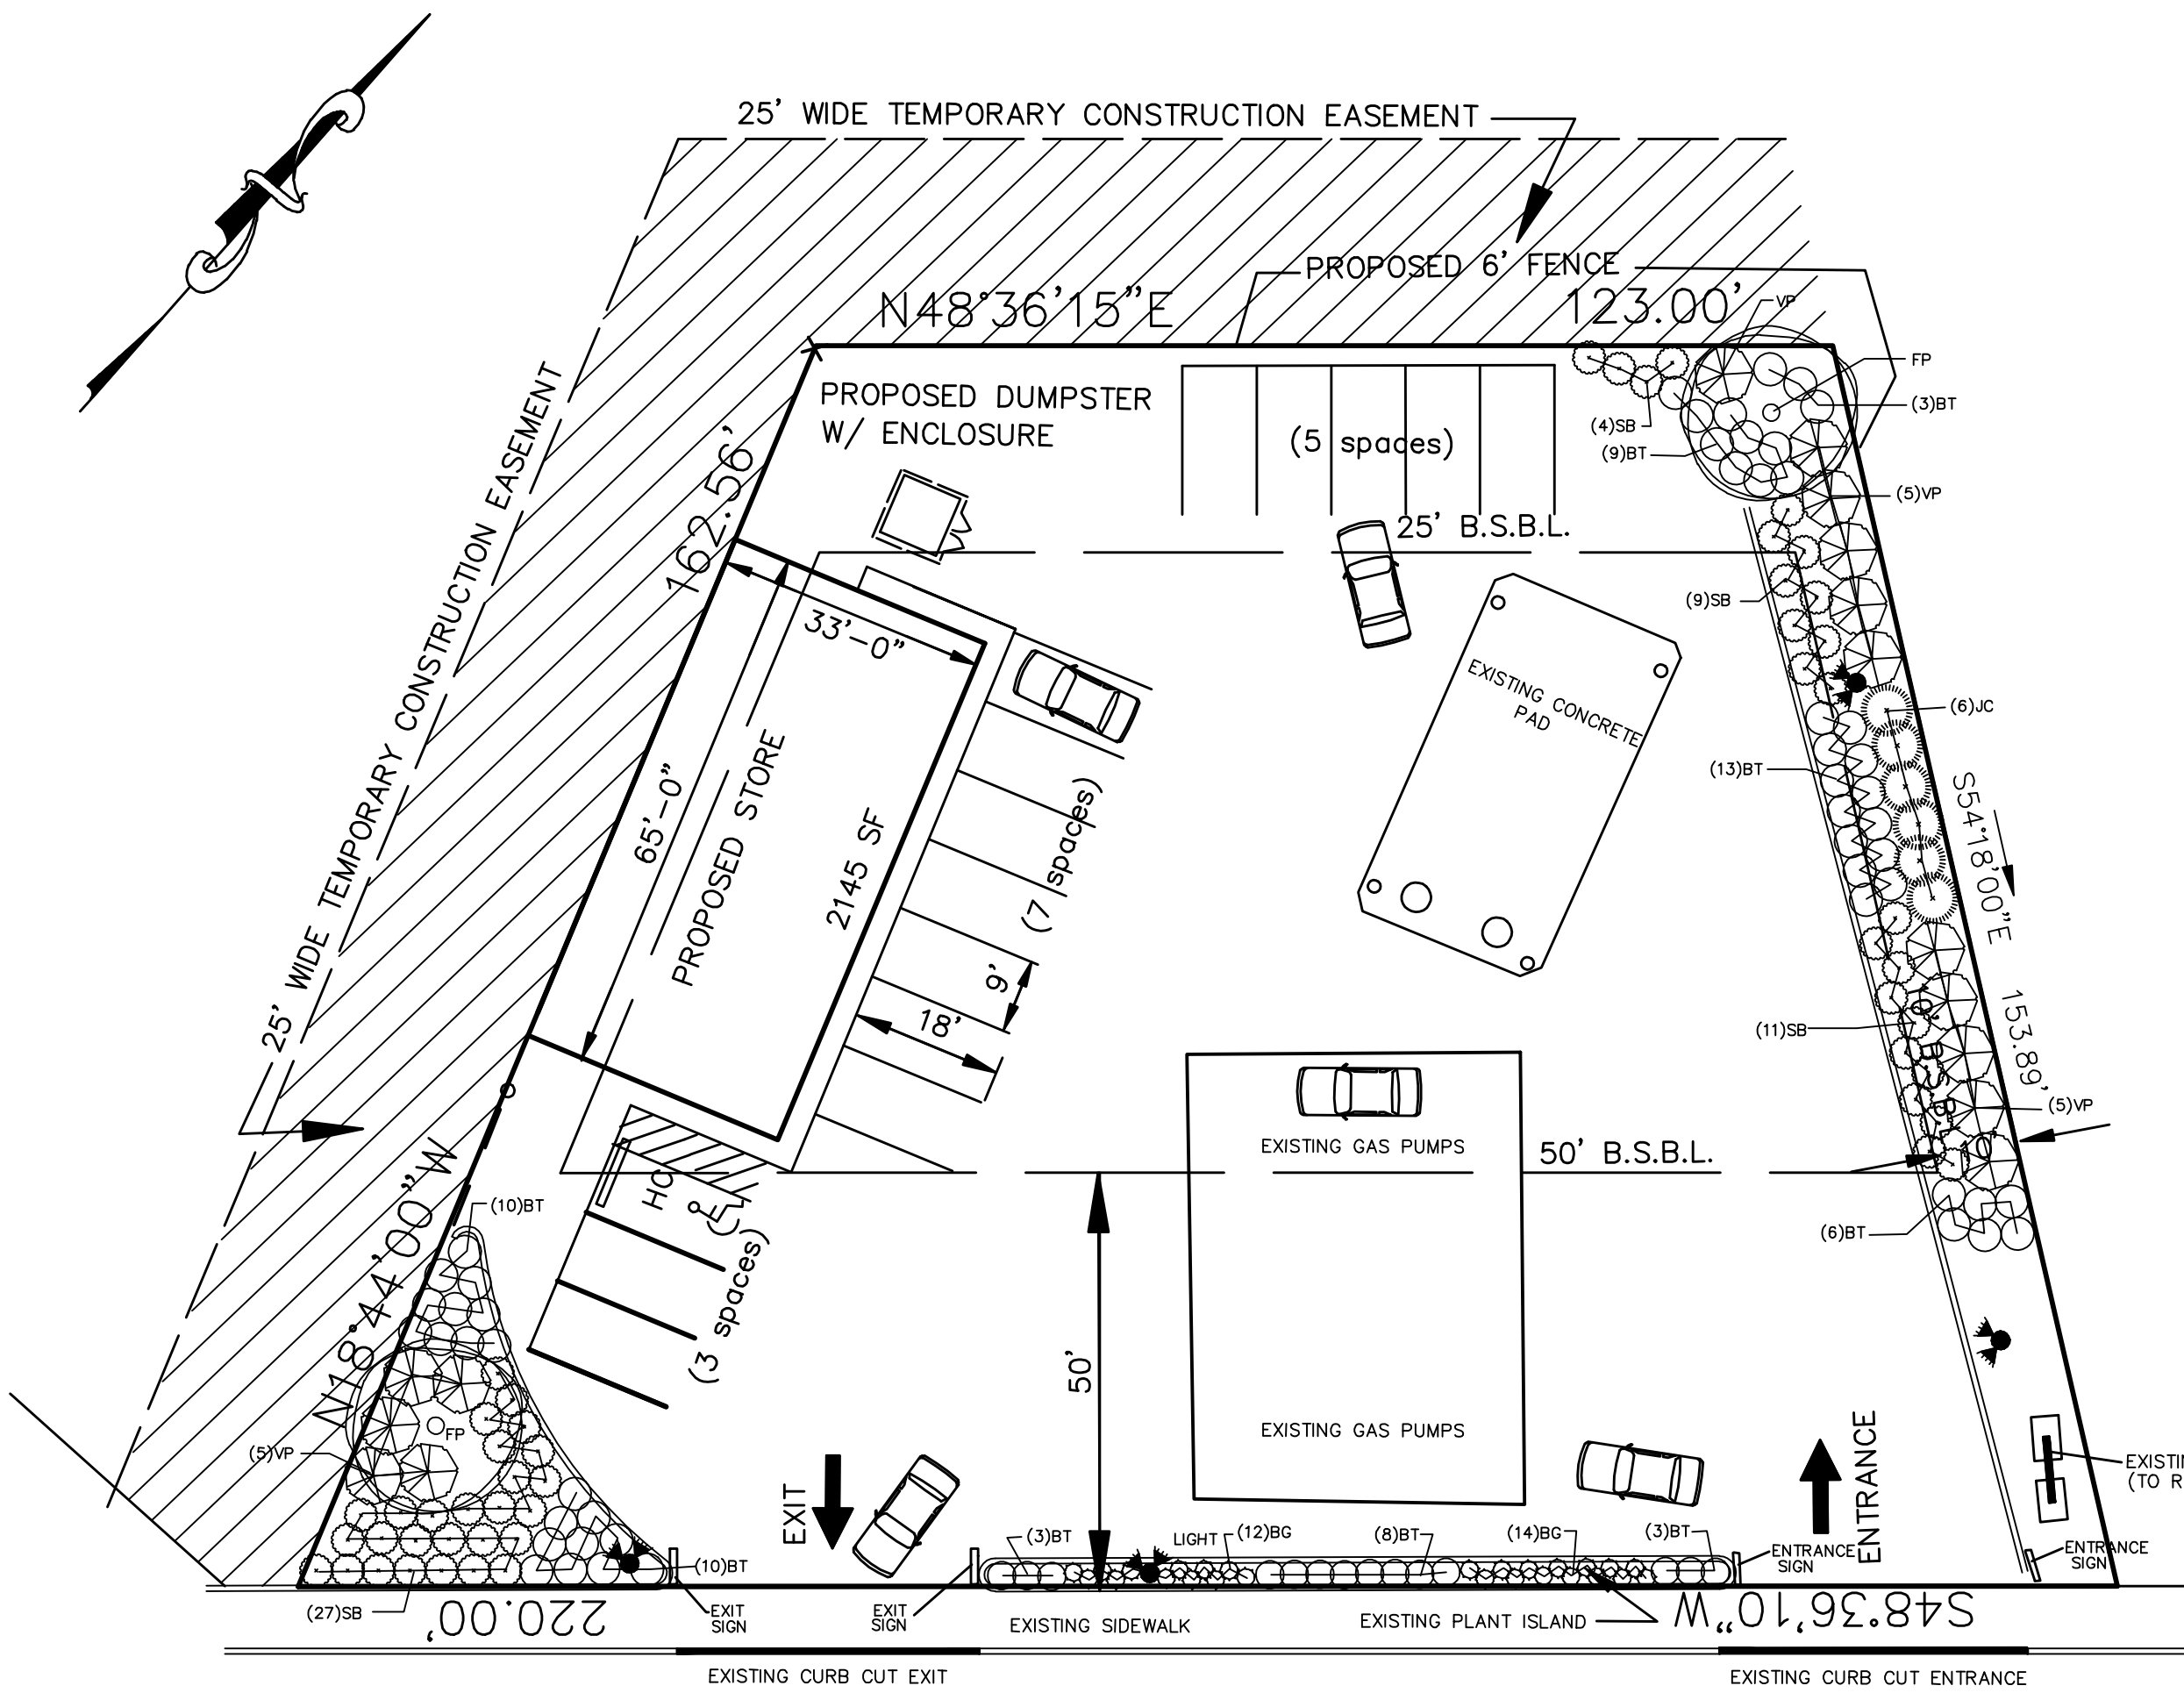 25' WIDE TEMPORARY CONSTRUCTION EASEMENT
PROPOSED 6' FENCE
N48°36'15"E
123.00'
VP
FP
(3)BT
PROPOSED DUMPSTER
W/ ENCLOSURE
(5 spaces)
(4)SB
(9)BT
(5)VP
25' B.S.B.L.
25' WIDE TEMPORARY CONSTRUCTION EASEMENT
162.56'
33'-0"
(9)SB
EXISTING CONCRETE
PAD
(6)JC
65'-0"
PROPOSED STORE
2145 SF
(7 spaces)
(13)BT
S54°18'00"E
153.89'
9'
18'
(11)SB
10' B.S.B.L.
(5)VP
10'
EXISTING GAS PUMPS
50' B.S.B.L.
HC
(3 spaces)
(10)BT
N18°44'00"W
(6)BT
50'
FP
(5)VP
EXISTING GAS PUMPS
EXIT
ENTRANCE
(TO R
(3)BT
LIGHT
(12)BG
(8)BT
(14)BG
(3)BT
ENTRANCE
SIGN
ENTRANCE
SIGN
(10)BT
(27)SB
220.00'
EXIT
SIGN
EXIT
SIGN
EXISTING SIDEWALK
EXISTING PLANT ISLAND
S48°36'10"W
EXISTING CURB CUT EXIT
EXISTING CURB CUT ENTRANCE